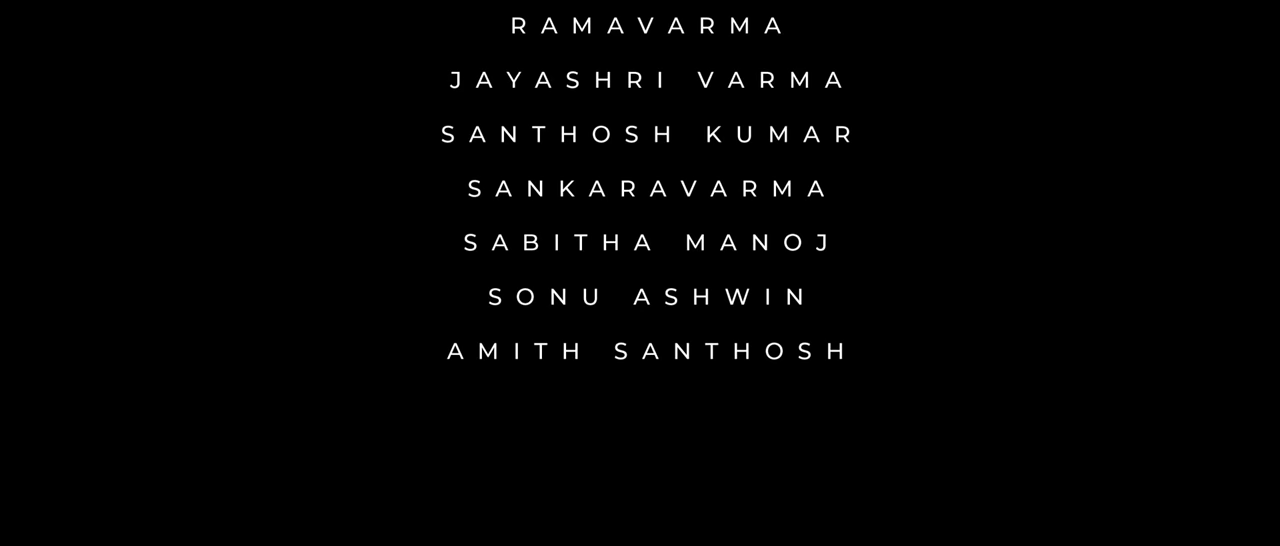 RAMAVARMA
JAYASHRI VARMA
SANTHOSH KUMAR
SANKARAVARMA
SABITHA MANOJ
SONU ASHWIN
AMITH SANTHOSH